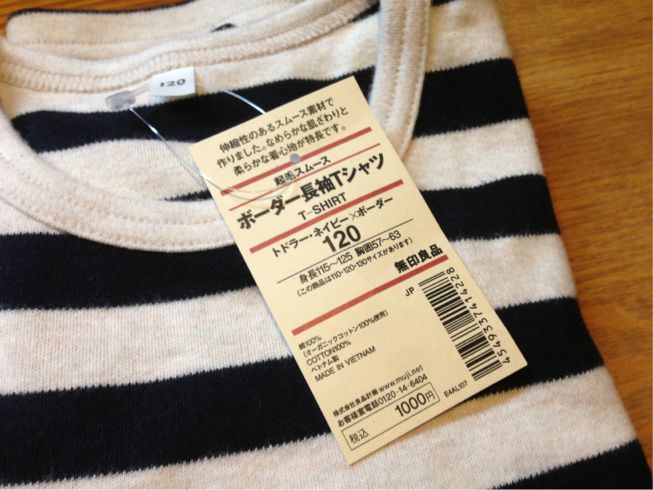 120
伸縮性のあるスムース素材で
作りました。なめらかな肌ざわりと
柔らかな着心地が特長です。
起毛スムース
ボーダー長袖Tシャツ
T-SHIRT
トドラー・ネイビー×ボーダー
120
身長115~125 胸囲57~63
(この商品は110・120・130サイズがあります)
無印良品
JP
綿100%
(オーガニックコットン100%使用)
COTTON100%
ベトナム製
MADE IN VIETNAM
株式会社良品計画 www.muji.net
お客様室電話0120-14-6404
税込 1000円
4549337414228
E4AL107